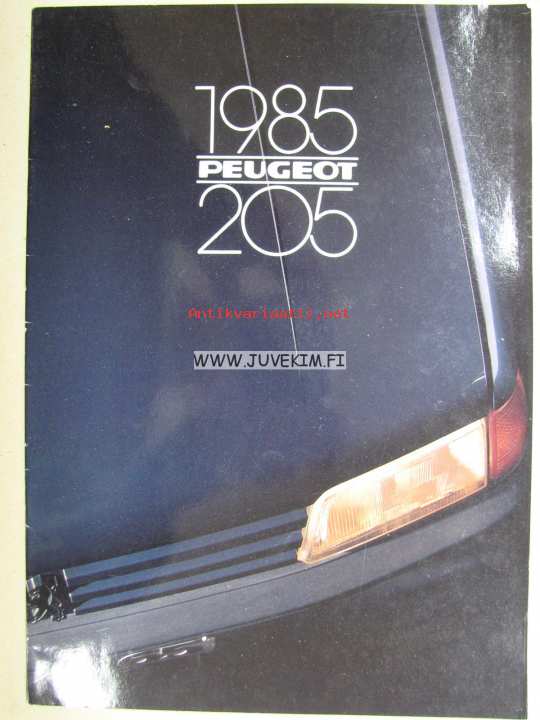 1985
PEUGEOT
205
Antikvariaatti.net
WWW.JUVEKIM.FI